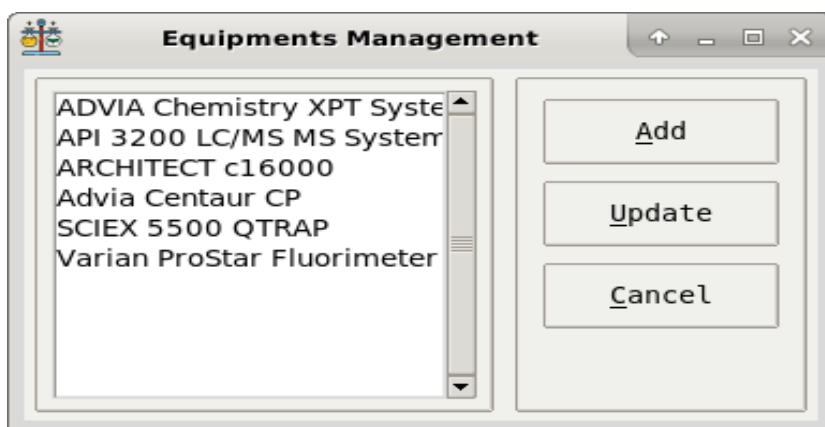 Equipments Management
ADVIA Chemistry XPT Syste
API 3200 LC/MS MS System
ARCHITECT c16000
Advia Centaur CP
SCIEX 5500 QTRAP
Varian ProStar Fluorimeter
Add
Update
Cancel